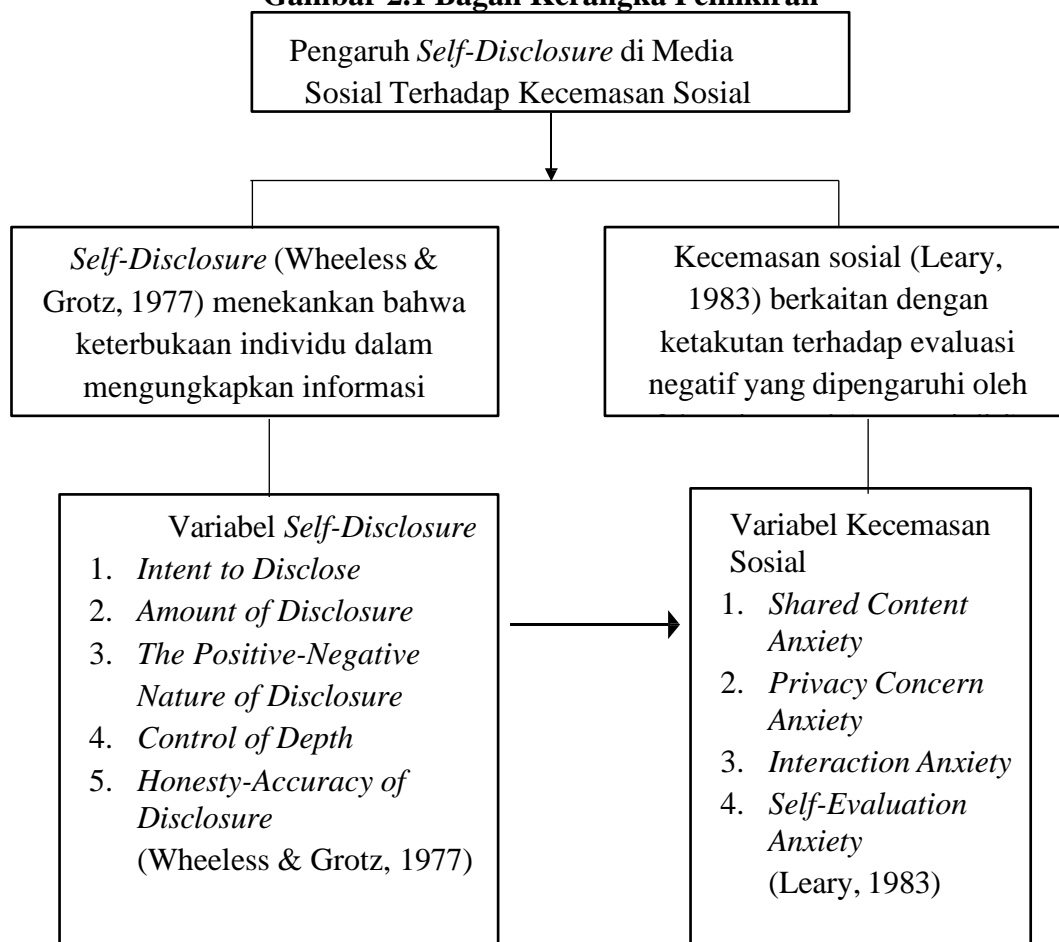 Gambar 2.1 Bagan Kerangka Pemikiran
Pengaruh Self-Disclosure di Media
Sosial Terhadap Kecemasan Sosial
Self-Disclosure (Wheeless &
Grotz, 1977) menekankan bahwa
keterbukaan individu dalam
mengungkapkan informasi
Kecemasan sosial (Leary,
1983) berkaitan dengan
ketakutan terhadap evaluasi
negatif yang dipengaruhi oleh
Variabel Self-Disclosure
1. Intent to Disclose
2. Amount of Disclosure
3. The Positive-Negative
Nature of Disclosure
4. Control of Depth
5. Honesty-Accuracy of
Disclosure
(Wheeless & Grotz, 1977)
Variabel Kecemasan
Sosial
1. Shared Content
Anxiety
2. Privacy Concern
Anxiety
3. Interaction Anxiety
4. Self-Evaluation
Anxiety
(Leary, 1983)